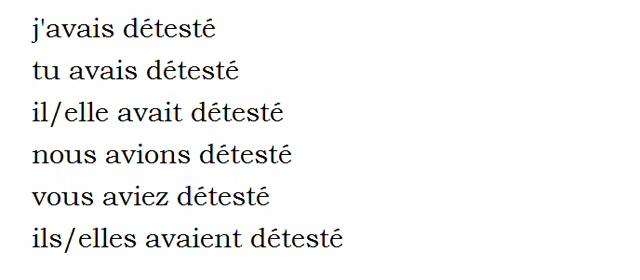 j'avais détesté
tu avais détesté
il/elle avait détesté
nous avions détesté
vous aviez détesté
ils/elles avaient détesté